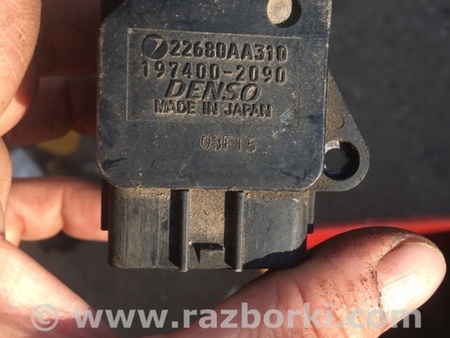 22680AA310
197400-2090
DENSO
MADE IN JAPAN
03F15
© www.razborki.com/